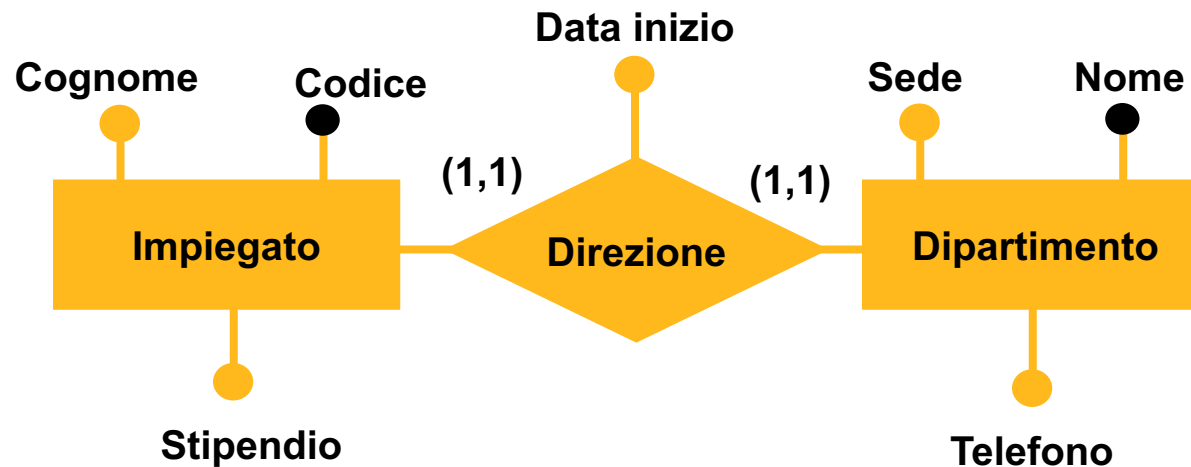 Data inizio
Cognome
Codice
Sede
Nome
(1,1)
(1,1)
Impiegato
Direzione
Dipartimento
Stipendio
Telefono